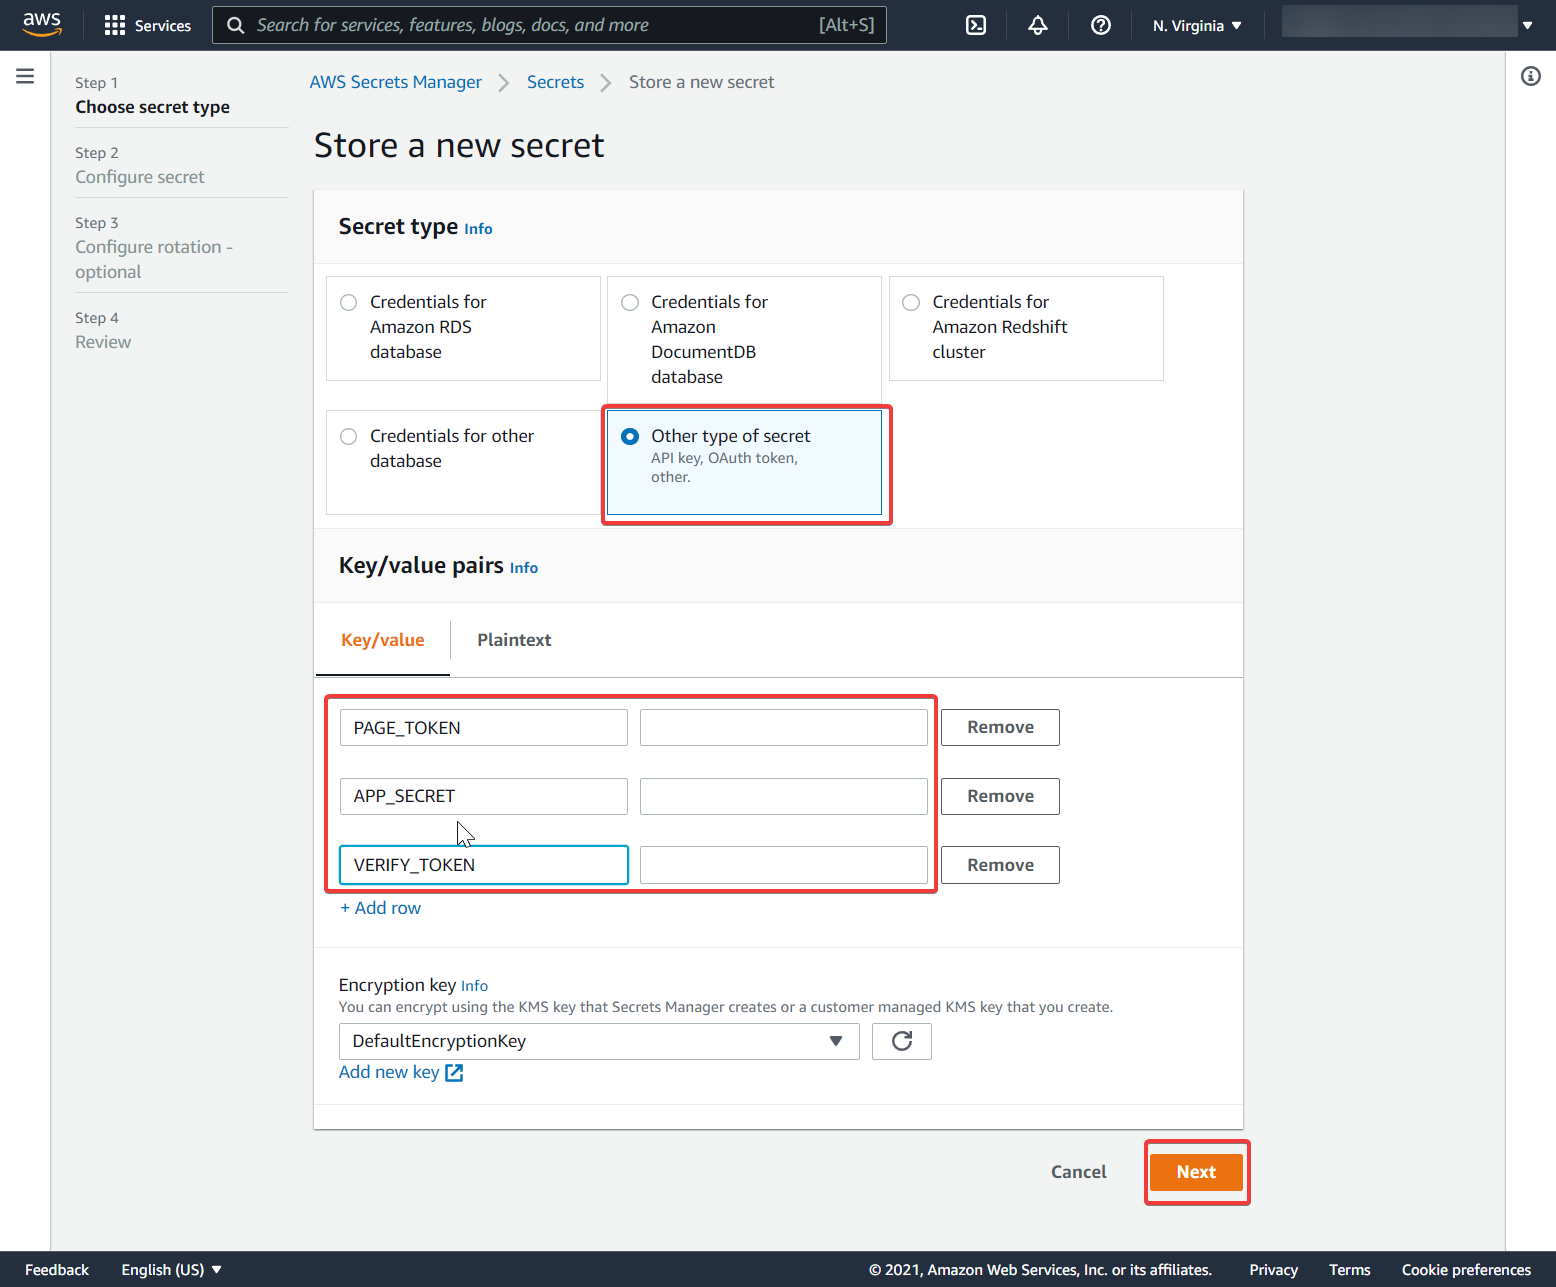 aws
Services
Search for services, features, blogs, docs, and more
[Alt+S]
N. Virginia
Step 1
Choose secret type
Step 2
Configure secret
Step 3
Configure rotation -
optional
Step 4
Review
AWS Secrets Manager
Secrets
Store a new secret
Store a new secret
Secret type Info
Credentials for
Amazon RDS
database
Credentials for
Amazon
DocumentDB
database
Credentials for
Amazon Redshift
cluster
Credentials for other
database
Other type of secret
API key, OAuth token,
other.
Key/value pairs Info
Key/value
Plaintext
PAGE_TOKEN
Remove
APP_SECRET
Remove
VERIFY_TOKEN
Remove
+ Add row
Encryption key Info
You can encrypt using the KMS key that Secrets Manager creates or a customer managed KMS key that you create.
DefaultEncryptionKey
Add new key
Cancel
Next
Feedback
English (US)
© 2021, Amazon Web Services, Inc. or its affiliates.
Privacy
Terms
Cookie preferences